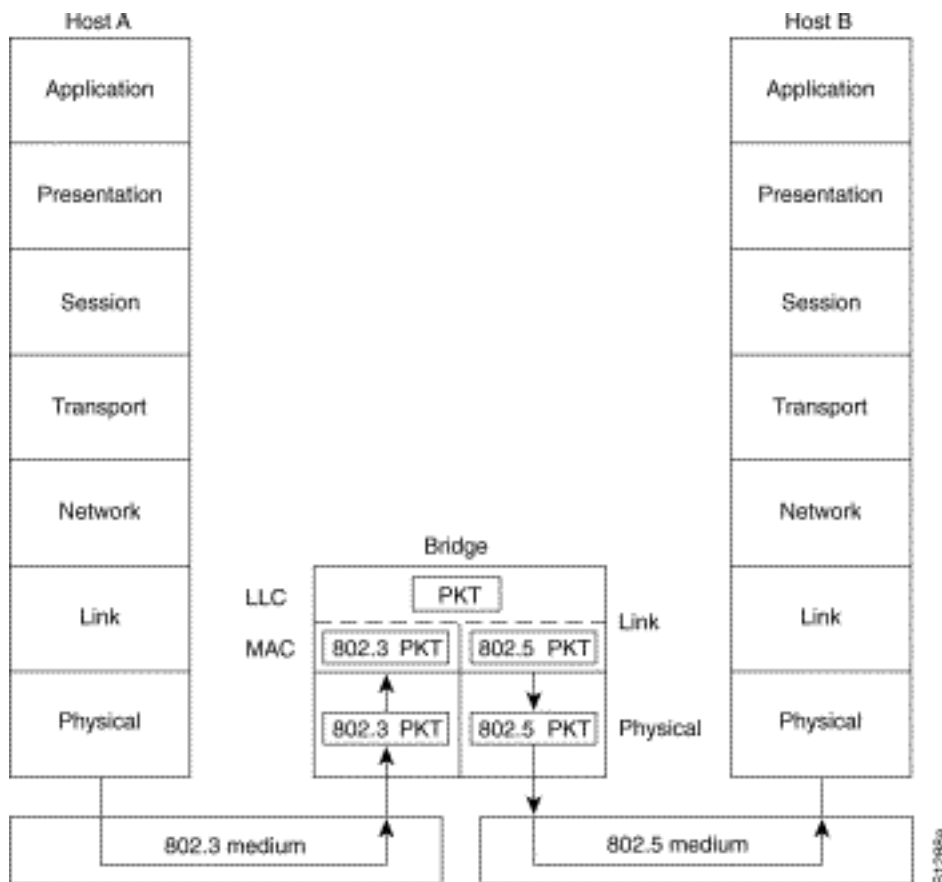 Host A
Application
Presentation
Session
Transport
Network
Link
Physical
Host B
Application
Presentation
Session
Transport
Network
Link
Physical
Bridge
LLC
PKT
MAC
802.3 PKT
802.5 PKT
Link
802.3 PKT
802.5 PKT
Physical
802.3 medium
802.5 medium